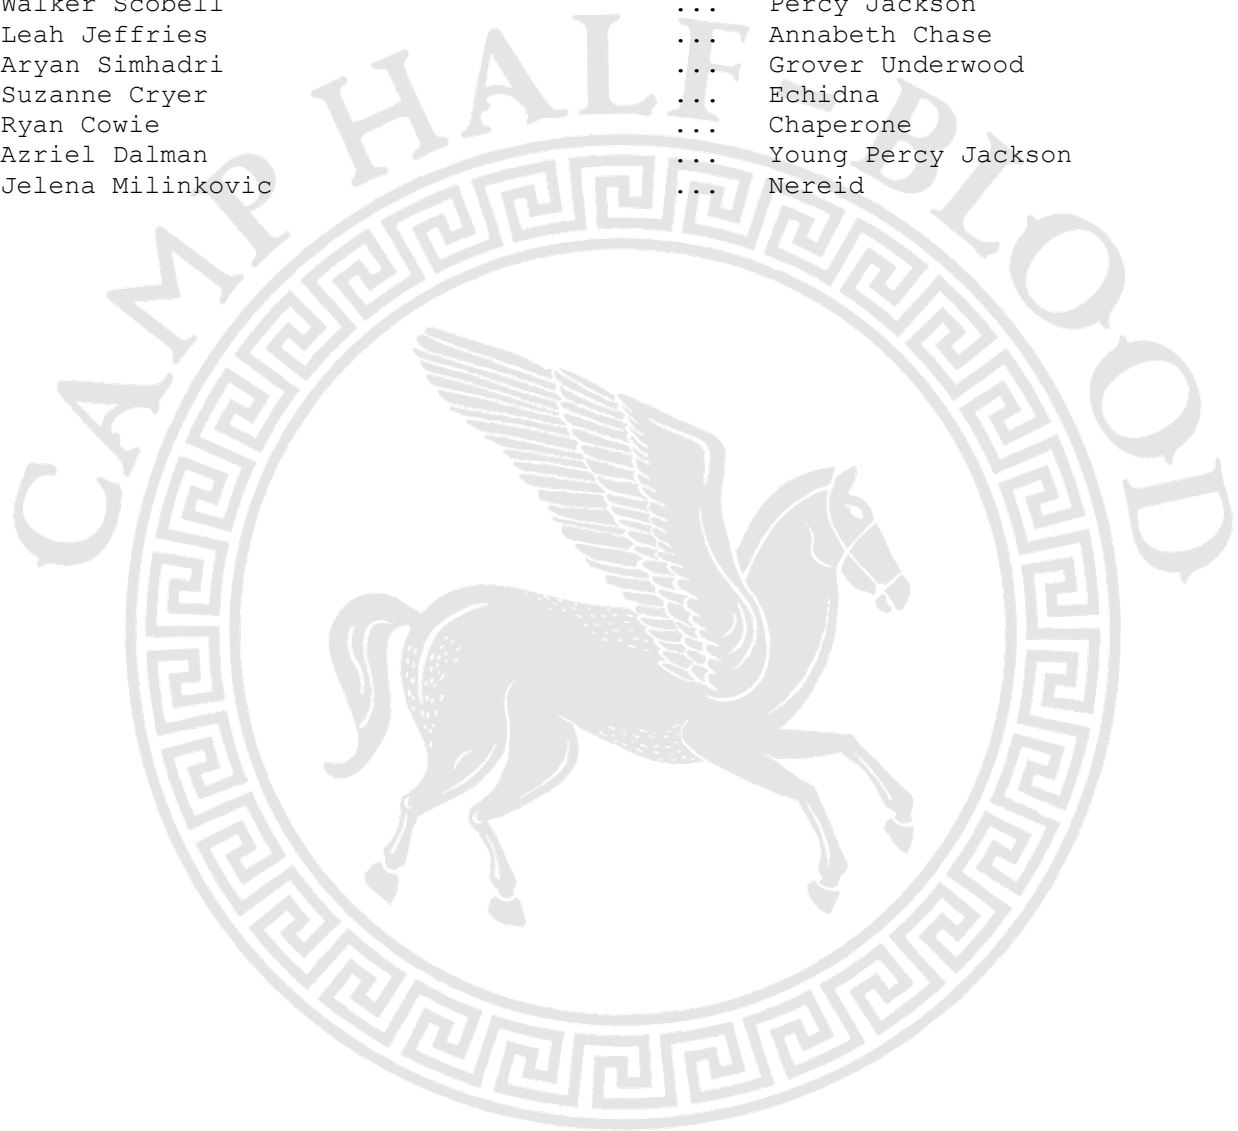 Walker Scobell ... Percy Jackson
Leah Jeffries ... Annabeth Chase
Aryan Simhadri ... Grover Underwood
Suzanne Cryer ... Echidna
Ryan Cowie ... Chaperone
Azriel Dalman ... Young Percy Jackson
Jelena Milinkovic ... Nereid
CAMP HALF-BLOOD